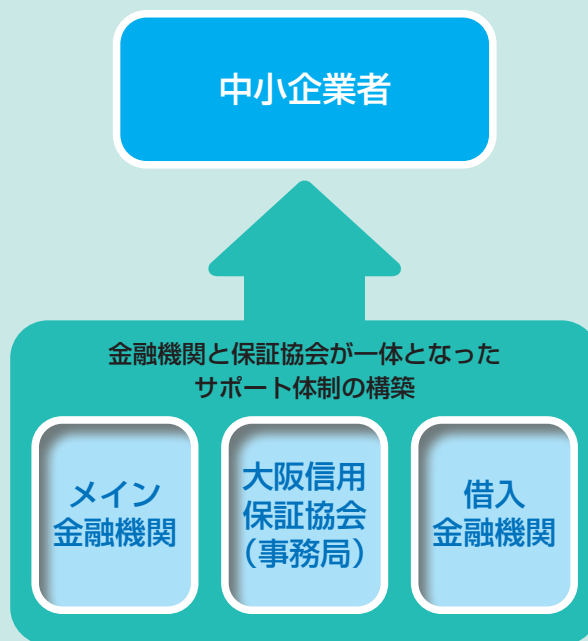 中小企業者
金融機関と保証協会が一体となった
サポート体制の構築
メイン
金融機関
大阪信用
保証協会
（事務局）
借入
金融機関